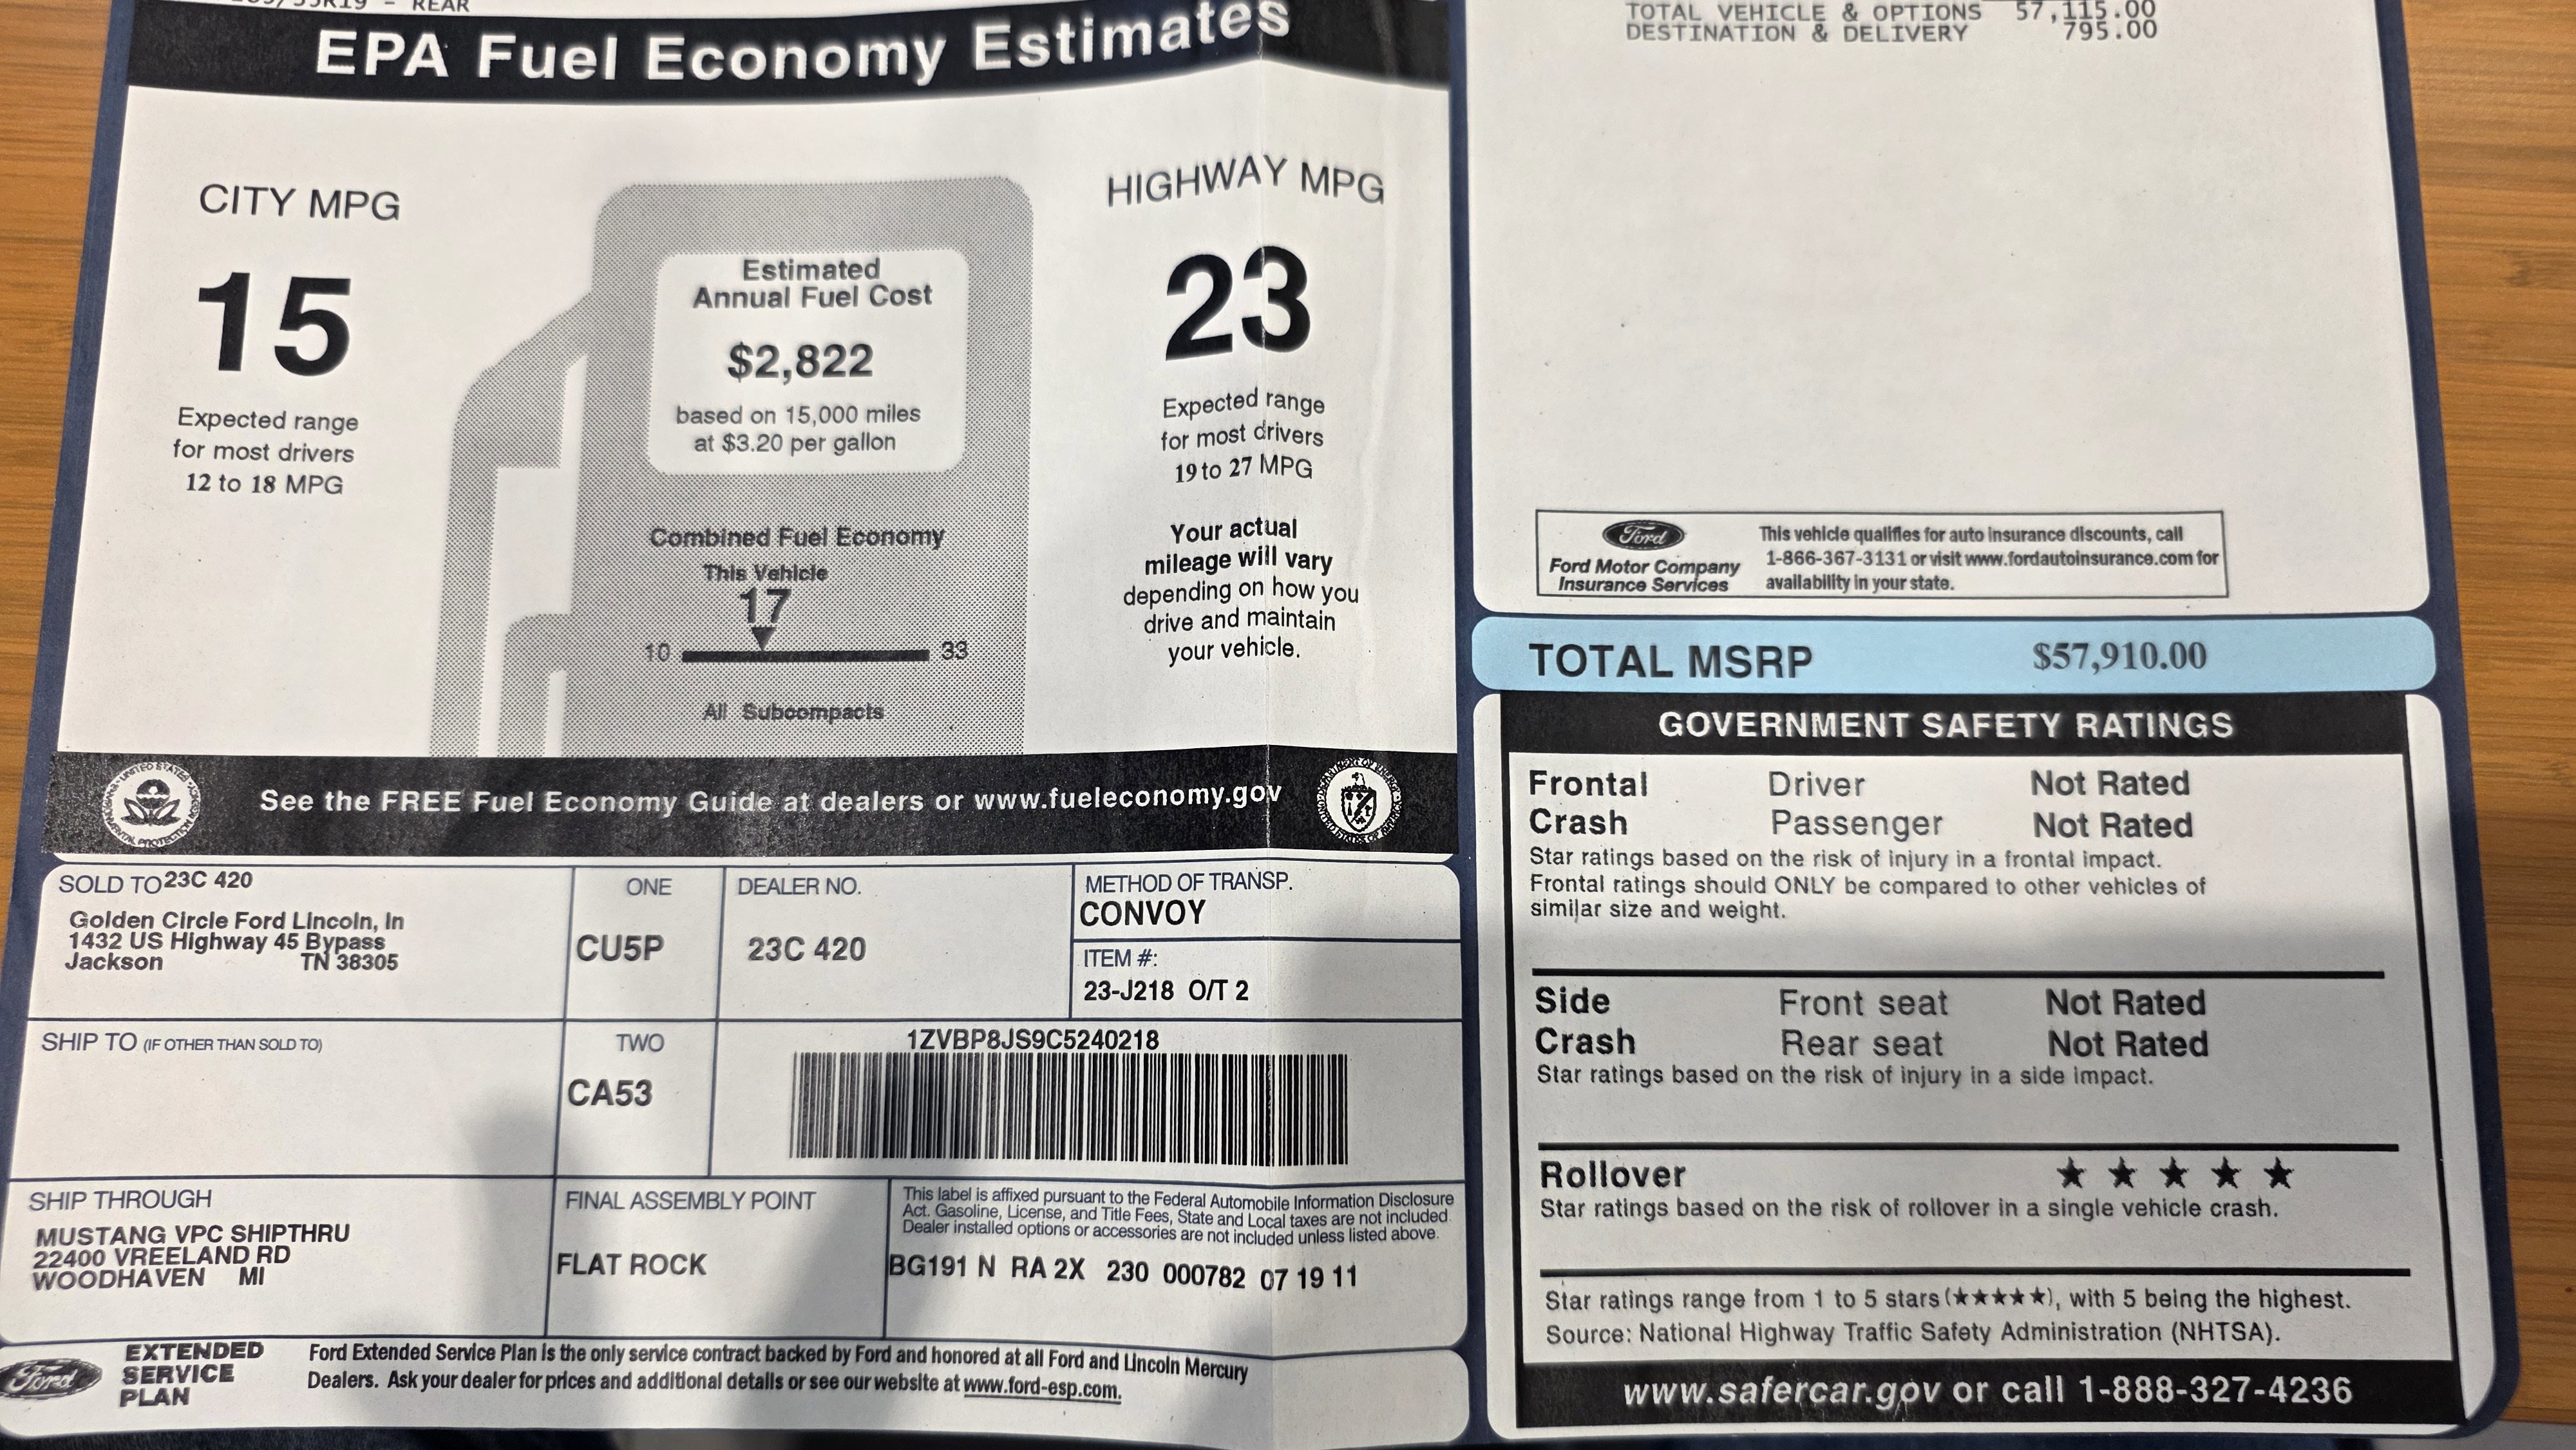 - REAR
EPA Fuel Economy Estimates
CITY MPG
15
Expected range
for most drivers
12 to 18 MPG
Estimated
Annual Fuel Cost
$2,822
based on 15,000 miles
at $3.20 per gallon
Combined Fuel Economy
This Vehicle
17
10 33
All Subcompacts
HIGHWAY MPG
23
Expected range
for most drivers
19 to 27 MPG
Your actual
mileage will vary
depending on how you
drive and maintain
your vehicle.
See the FREE Fuel Economy Guide at dealers or www.fueleconomy.gov
SOLD TO 23C 420
Golden Circle Ford Lincoln, In
1432 US Highway 45 Bypass
Jackson TN 38305
ONE
CU5P
DEALER NO.
23C 420
METHOD OF TRANSP.
CONVOY
ITEM #:
23-J218 O/T 2
SHIP TO (IF OTHER THAN SOLD TO)
TWO
CA53
1ZVBP8JS9C5240218
SHIP THROUGH
MUSTANG VPC SHIPTHRU
22400 VREELAND RD
WOODHAVEN MI
FINAL ASSEMBLY POINT
FLAT ROCK
This label is affixed pursuant to the Federal Automobile Information Disclosure
Act. Gasoline, License, and Title Fees, State and Local taxes are not included.
Dealer installed options or accessories are not included unless listed above.
BG191 N RA 2X 230 000782 07 19 11
Ford
EXTENDED
SERVICE
PLAN
Ford Extended Service Plan is the only service contract backed by Ford and honored at all Ford and Lincoln Mercury
Dealers. Ask your dealer for prices and additional details or see our website at www.ford-esp.com.
TOTAL VEHICLE & OPTIONS 57,115.00
DESTINATION & DELIVERY 795.00
Ford
Ford Motor Company
Insurance Services
This vehicle qualifies for auto insurance discounts, call
1-866-367-3131 or visit www.fordautoinsurance.com for
availability in your state.
TOTAL MSRP $57,910.00
GOVERNMENT SAFETY RATINGS
Frontal Driver Not Rated
Crash Passenger Not Rated
Star ratings based on the risk of injury in a frontal impact.
Frontal ratings should ONLY be compared to other vehicles of
similar size and weight.
Side Front seat Not Rated
Crash Rear seat Not Rated
Star ratings based on the risk of injury in a side impact.
Rollover ★ ★ ★ ★ ★
Star ratings based on the risk of rollover in a single vehicle crash.
Star ratings range from 1 to 5 stars (★★★★★), with 5 being the highest.
Source: National Highway Traffic Safety Administration (NHTSA).
www.safercar.gov or call 1-888-327-4236